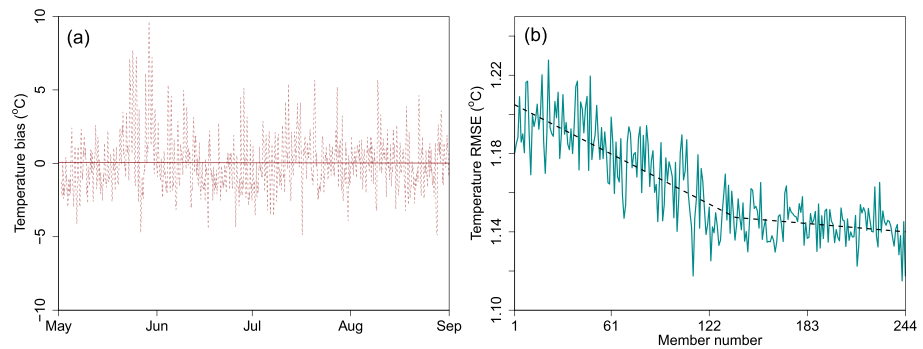 (a)
Temperature bias (°C)
10
5
0
−5
−10
May Jun Jul Aug Sep
(b)
Temperature RMSE (°C)
1.22
1.18
1.14
1.10
1 61 122 183 244
Member number